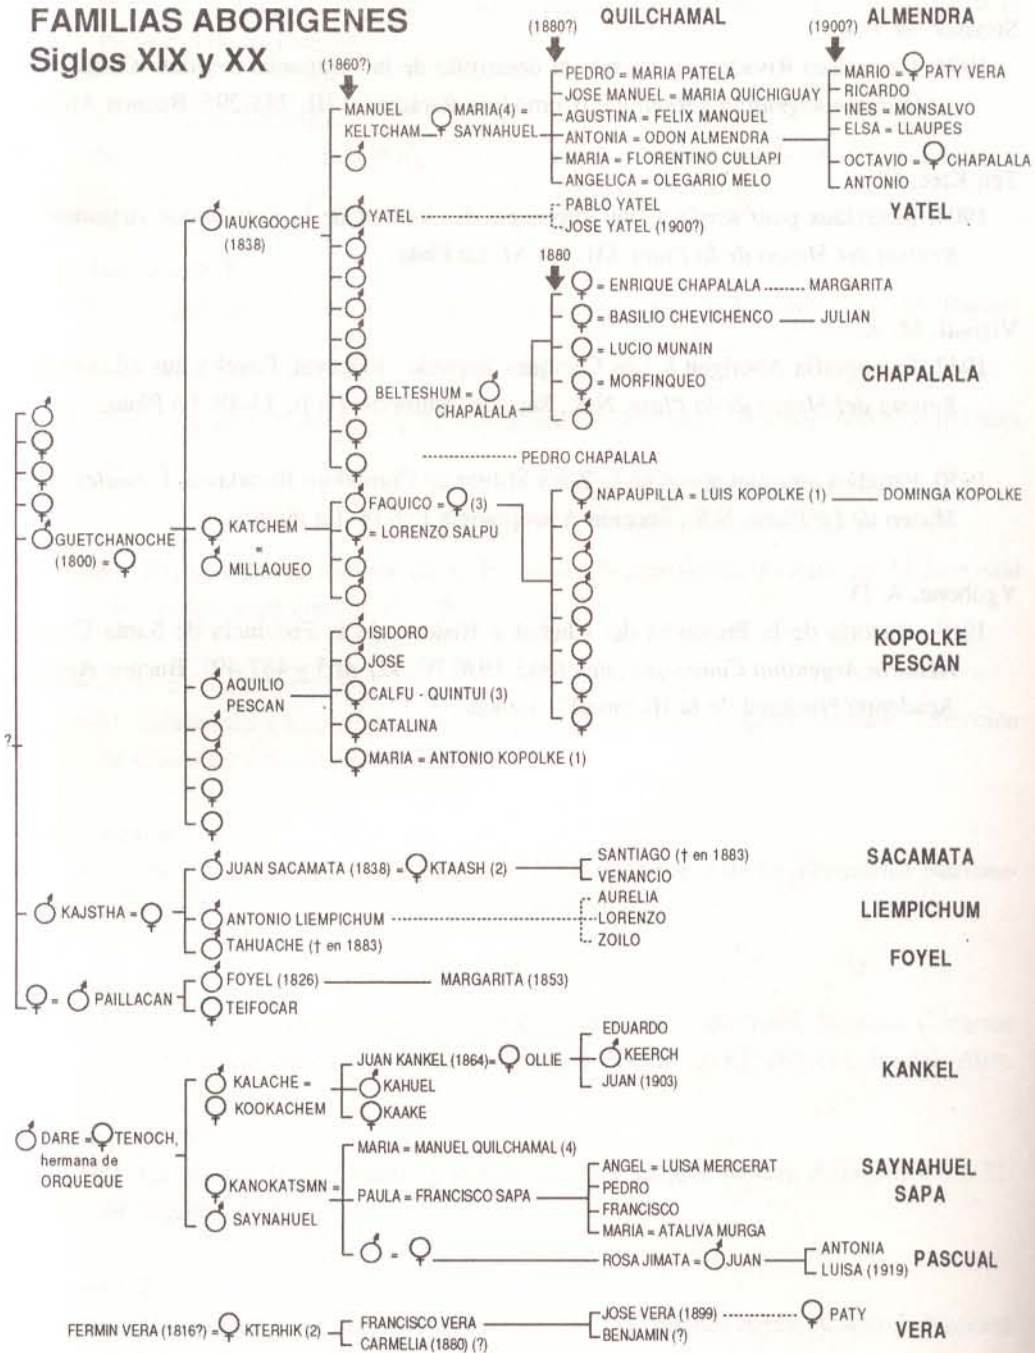 FAMILIAS ABORIGENES
Siglos XIX y XX
(1860?)
(1880?)
QUILCHAMAL
(1900?)
ALMENDRA
MANUEL
KELTCHAM
MARIA(4) =
SAYNAHUEL
PEDRO = MARIA PATELA
JOSE MANUEL = MARIA QUICHIGUAY
AGUSTINA = FELIX MANQUEL
ANTONIA = ODON ALMENDRA
MARIA = FLORENTINO CULLAPI
ANGELICA = OLEGARIO MELO
MARIO = PATY VERA
RICARDO
INES = MONSALVO
ELSA = LLAUPES
OCTAVIO = CHAPALALA
ANTONIO
IAUKGOOCHE
(1838)
YATEL
PABLO YATEL
JOSE YATEL (1900?)
YATEL
1880
= ENRIQUE CHAPALALA MARGARITA
= BASILIO CHEVICHENCO JULIAN
= LUCIO MUNAIN
= MORFINQUEO
BELTESHUM =
CHAPALALA
CHAPALALA
PEDRO CHAPALALA
GUETCHANOCHE
(1800) =
KATCHEM
=
MILLAQUEO
FAQUICO = (3)
= LORENZO SALPU
NAPAUPILLA = LUIS KOPOLKE (1) DOMINGA KOPOLKE
KOPOLKE
PESCAN
AQUILIO
PESCAN
ISIDORO
JOSE
CALFU - QUINTUI (3)
CATALINA
MARIA = ANTONIO KOPOLKE (1)
?
KAJSTHA =
JUAN SACAMATA (1838) = KTAASH (2)
SANTIAGO († en 1883)
VENANCIO
SACAMATA
ANTONIO LIEMPICHUM
AURELIA
LORENZO
ZOILO
LIEMPICHUM
TAHUACHE († en 1883)
FOYEL
= PAILLACAN
FOYEL (1826) MARGARITA (1853)
TEIFOCAR
DARE = TENOCH,
hermana de
ORQUEQUE
KALACHE =
KOOKACHEM
JUAN KANKEL (1864)= OLLIE
KAHUEL
KAAKE
EDUARDO
KEERCH
JUAN (1903)
KANKEL
KANOKATSMN =
SAYNAHUEL
MARIA = MANUEL QUILCHAMAL (4)
PAULA = FRANCISCO SAPA
ANGEL = LUISA MERCERAT
PEDRO
FRANCISCO
MARIA = ATALIVA MURGA
SAYNAHUEL
SAPA
=
ROSA JIMATA = JUAN
ANTONIA
LUISA (1919)
PASCUAL
FERMIN VERA (1816?) = KTERHIK (2)
FRANCISCO VERA
CARMELIA (1880) (?)
JOSE VERA (1899) PATY
BENJAMIN (?)
VERA